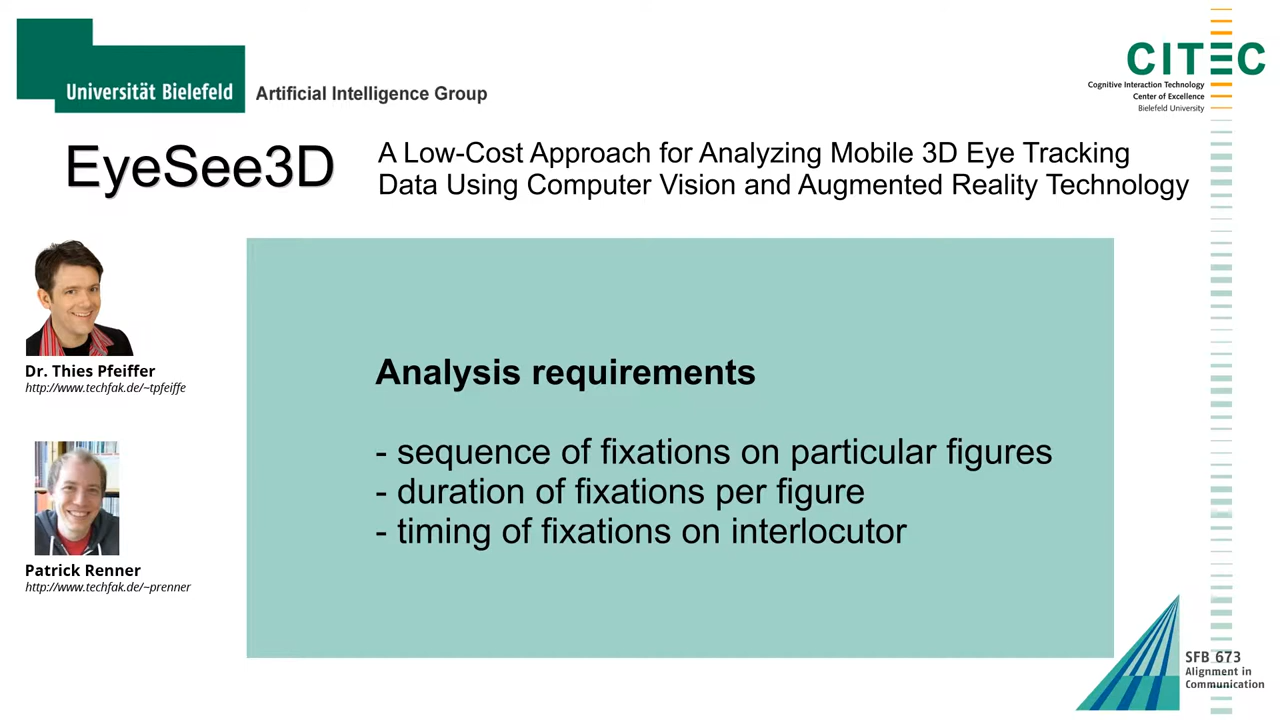 Universität Bielefeld
Artificial Intelligence Group
CITEC
Cognitive Interaction Technology
Center of Excellence
Bielefeld University
EyeSee3D
A Low-Cost Approach for Analyzing Mobile 3D Eye Tracking
Data Using Computer Vision and Augmented Reality Technology
Dr. Thies Pfeiffer
http://www.techfak.de/~tpfeiffe
Patrick Renner
http://www.techfak.de/~prenner
Analysis requirements
- sequence of fixations on particular figures
- duration of fixations per figure
- timing of fixations on interlocutor
SFB 673
Alignment in
Communication